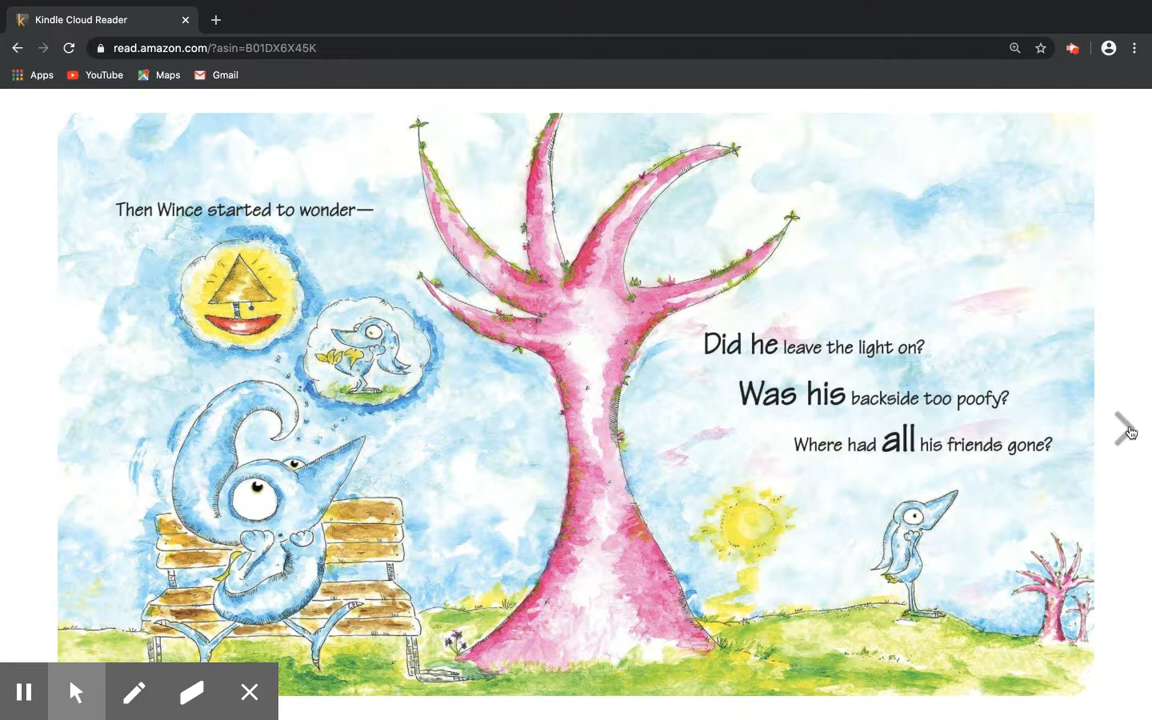 Kindle Cloud Reader
read.amazon.com/?asin=B01DX6X45K
Apps YouTube Maps Gmail
Then Wince started to wonder—
Did he leave the light on?
Was his backside too poofy?
Where had all his friends gone?